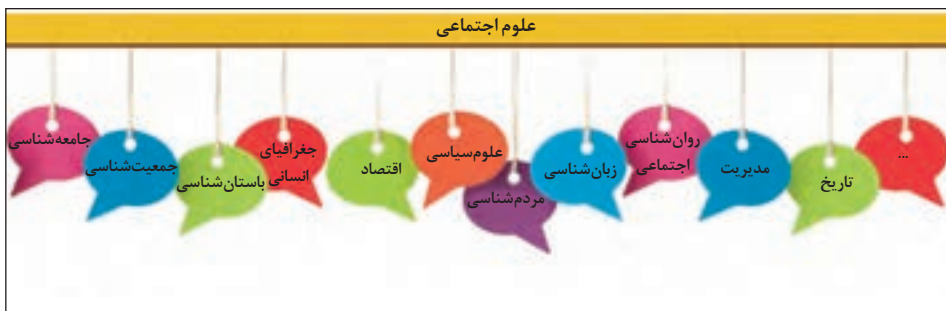 علوم اجتماعی
...
تاریخ
مدیریت
روان‌شناسی
اجتماعی
زبان‌شناسی
مردم‌شناسی
علوم سیاسی
اقتصاد
جغرافیای
انسانی
باستان‌شناسی
جمعیت‌شناسی
جامعه‌شناسی